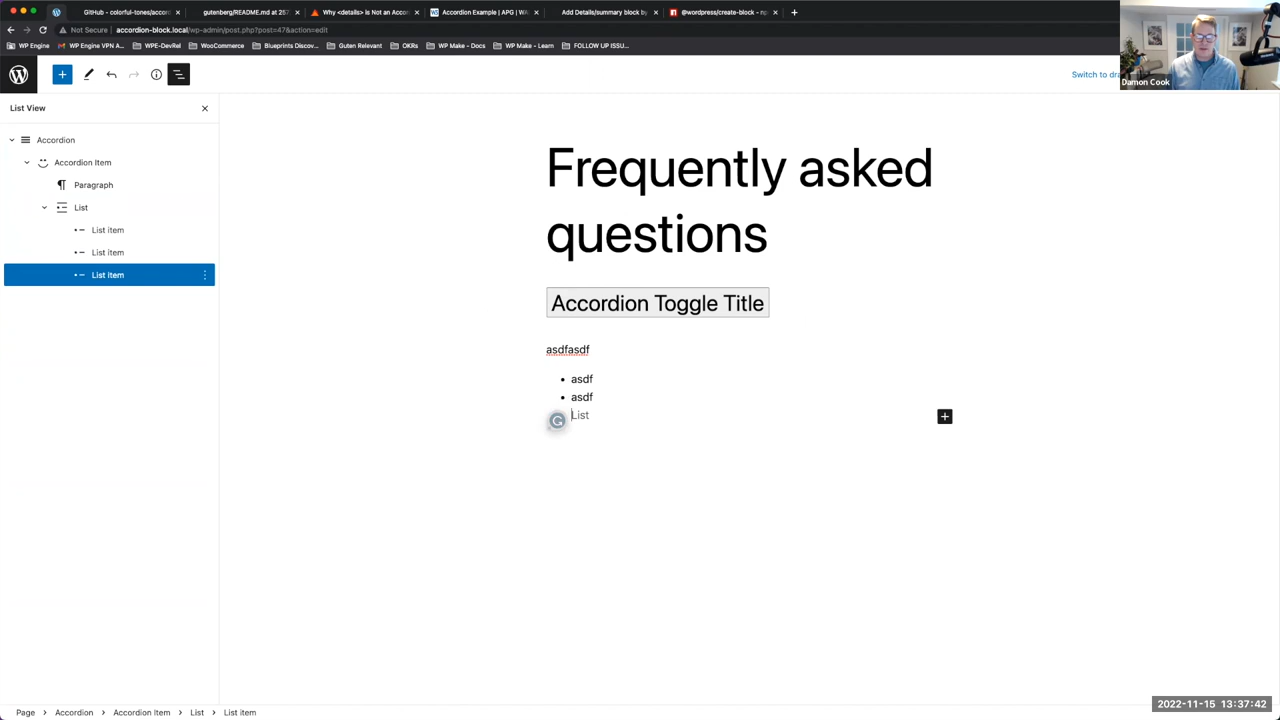 GitHub - colorful-tones/accord
gutenberg/README.md at 257
Why <details> is Not an Accor
Accordion Example | APG | WA
Add Details/summary block by
@wordpress/create-block - np
Not Secure | accordion-block.local/wp-admin/post.php?post=47&action=edit
WP Engine
WP Engine VPN A...
WPE-DevRel
WooCommerce
Blueprints Discov...
Guten Relevant
OKRs
WP Make - Docs
WP Make - Learn
FOLLOW UP ISSU...
Switch to dra
Damon Cook
List View
Accordion
Accordion Item
Paragraph
List
List item
List item
List item
Frequently asked
questions
Accordion Toggle Title
asdfasdf
• asdf
• asdf
List
Page > Accordion > Accordion Item > List > List item
2022-11-15 13:37:42